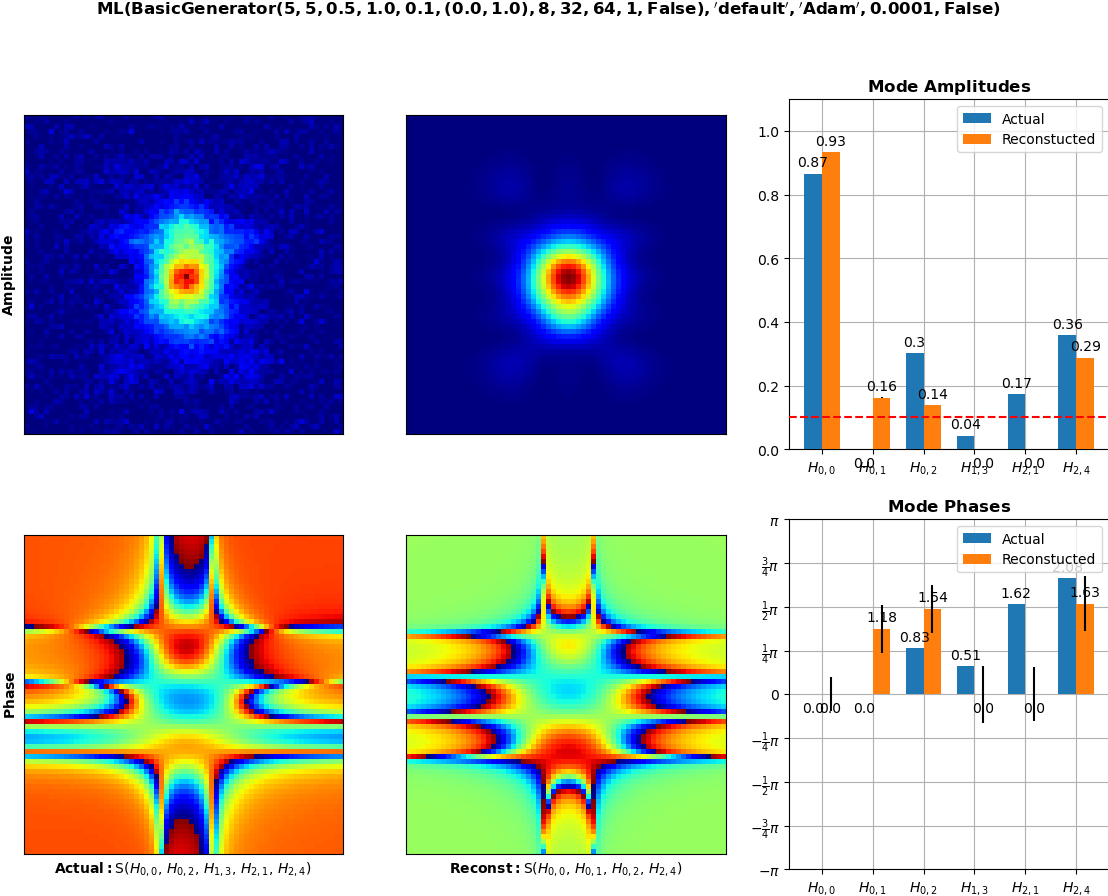 ML(BasicGenerator(5, 5, 0.5, 1.0, 0.1, (0.0, 1.0), 8, 32, 64, 1, False), ′default′, ′Adam′, 0.0001, False)
Amplitude
Mode Amplitudes
Actual
Reconstucted
1.0
0.8
0.6
0.4
0.2
0.0
0.87
0.93
0.0
0.16
0.3
0.14
0.04
0.0
0.17
0.0
0.36
0.29
H0, 0
H0, 1
H0, 2
H1, 3
H2, 1
H2, 4
Phase
Actual: S(H0, 0, H0, 2, H1, 3, H2, 1, H2, 4)
Reconst: S(H0, 0, H0, 1, H0, 2, H2, 4)
Mode Phases
Actual
Reconstucted
π
3/4π
1/2π
1/4π
0
−1/4π
−1/2π
−3/4π
−π
0.0
0.0
0.0
1.18
0.83
1.54
0.51
0.0
1.62
0.0
2.08
1.63
H0, 0
H0, 1
H0, 2
H1, 3
H2, 1
H2, 4